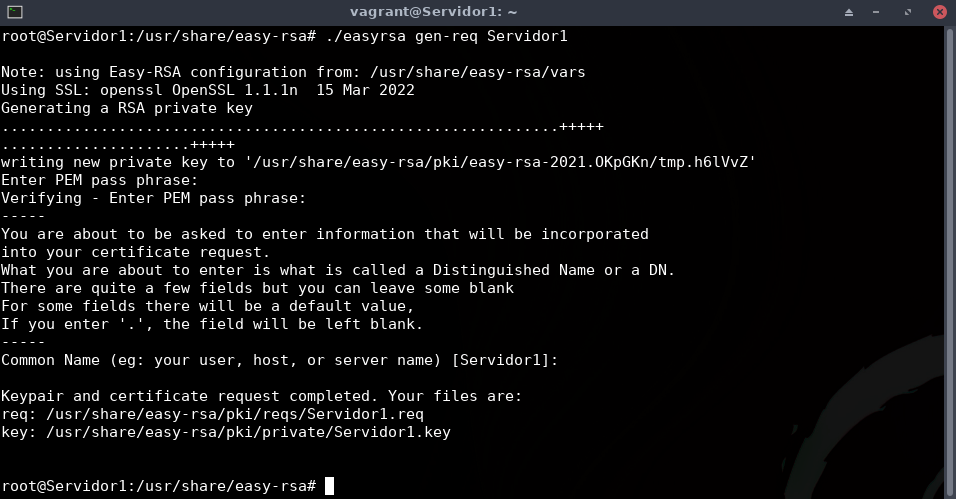 vagrant@Servidor1: ~
root@Servidor1:/usr/share/easy-rsa# ./easyrsa gen-req Servidor1
Note: using Easy-RSA configuration from: /usr/share/easy-rsa/vars
Using SSL: openssl OpenSSL 1.1.1n  15 Mar 2022
Generating a RSA private key
..............................................................+++++
.....................+++++
writing new private key to '/usr/share/easy-rsa/pki/easy-rsa-2021.OKpGKn/tmp.h6lVvZ'
Enter PEM pass phrase:
Verifying - Enter PEM pass phrase:
-----
You are about to be asked to enter information that will be incorporated
into your certificate request.
What you are about to enter is what is called a Distinguished Name or a DN.
There are quite a few fields but you can leave some blank
For some fields there will be a default value,
If you enter '.', the field will be left blank.
-----
Common Name (eg: your user, host, or server name) [Servidor1]:
Keypair and certificate request completed. Your files are:
req: /usr/share/easy-rsa/pki/reqs/Servidor1.req
key: /usr/share/easy-rsa/pki/private/Servidor1.key
root@Servidor1:/usr/share/easy-rsa#